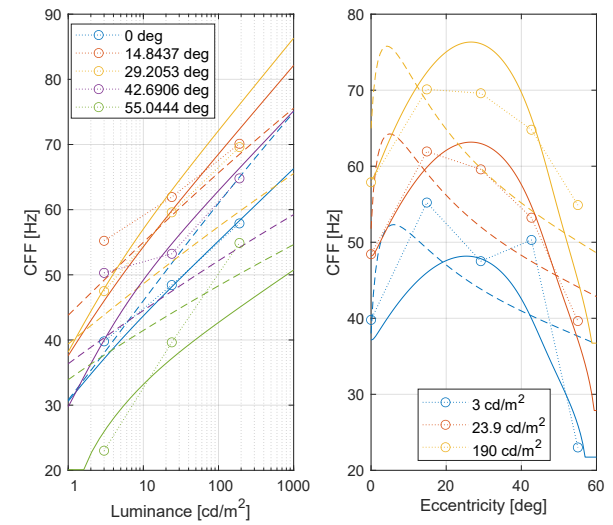 90
80
70
60
50
40
30
20
CFF [Hz]
0 deg
14.8437 deg
29.2053 deg
42.6906 deg
55.0444 deg
1
10
100
1000
Luminance [cd/m²]
80
70
60
50
40
30
20
CFF [Hz]
3 cd/m²
23.9 cd/m²
190 cd/m²
0
20
40
60
Eccentricity [deg]